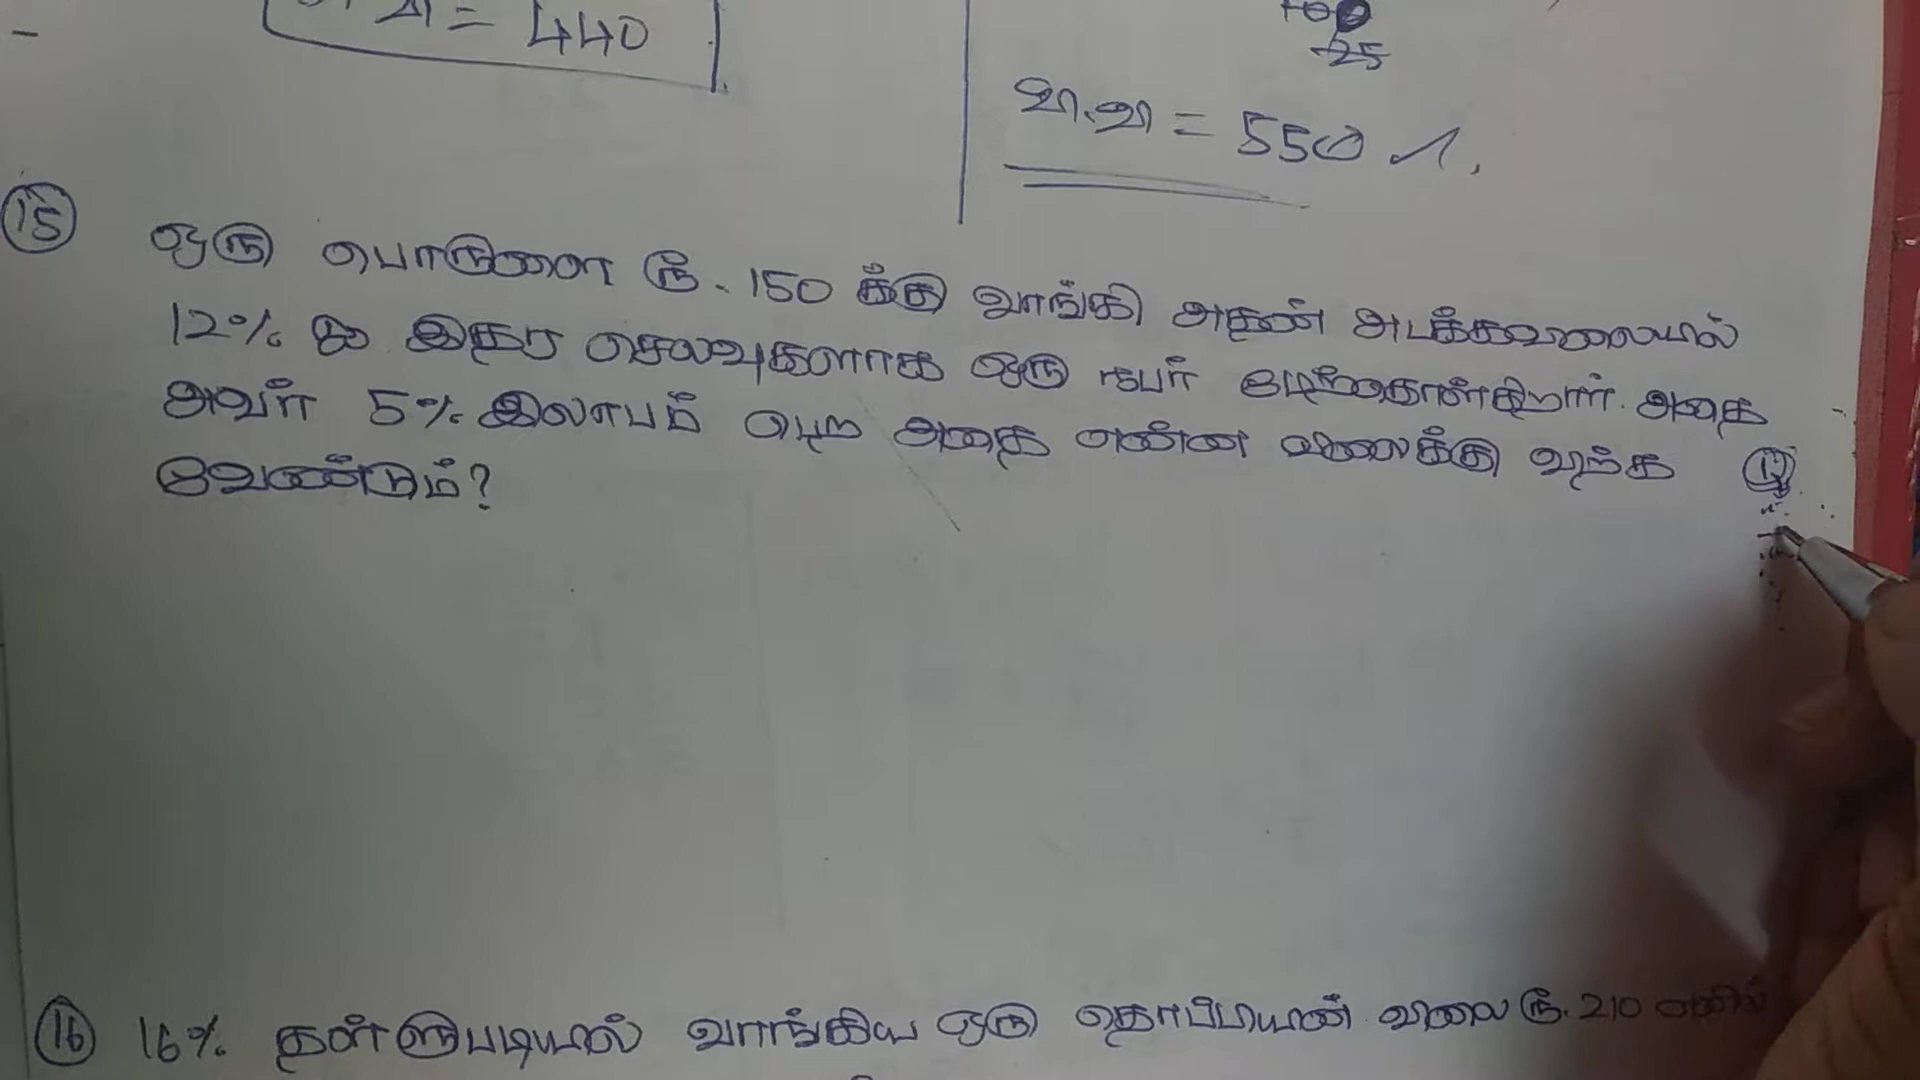 வி = 440
100
25
வி.வி = 550
15 ஒரு பொருளை ரூ. 150 க்கு வாங்கி அதன் அடக்கவிலையில்
12% ஐ இதர செலவுகளாக ஒரு நபர் மேற்கொள்கிறார். அதை
அவர் 5% இலாபம் பெற அதை என்ன விலைக்கு விற்க
வேண்டும்?
16 16% தள்ளுபடியில் வாங்கிய ஒரு தொப்பியின் விலை ரூ. 210 எனில்